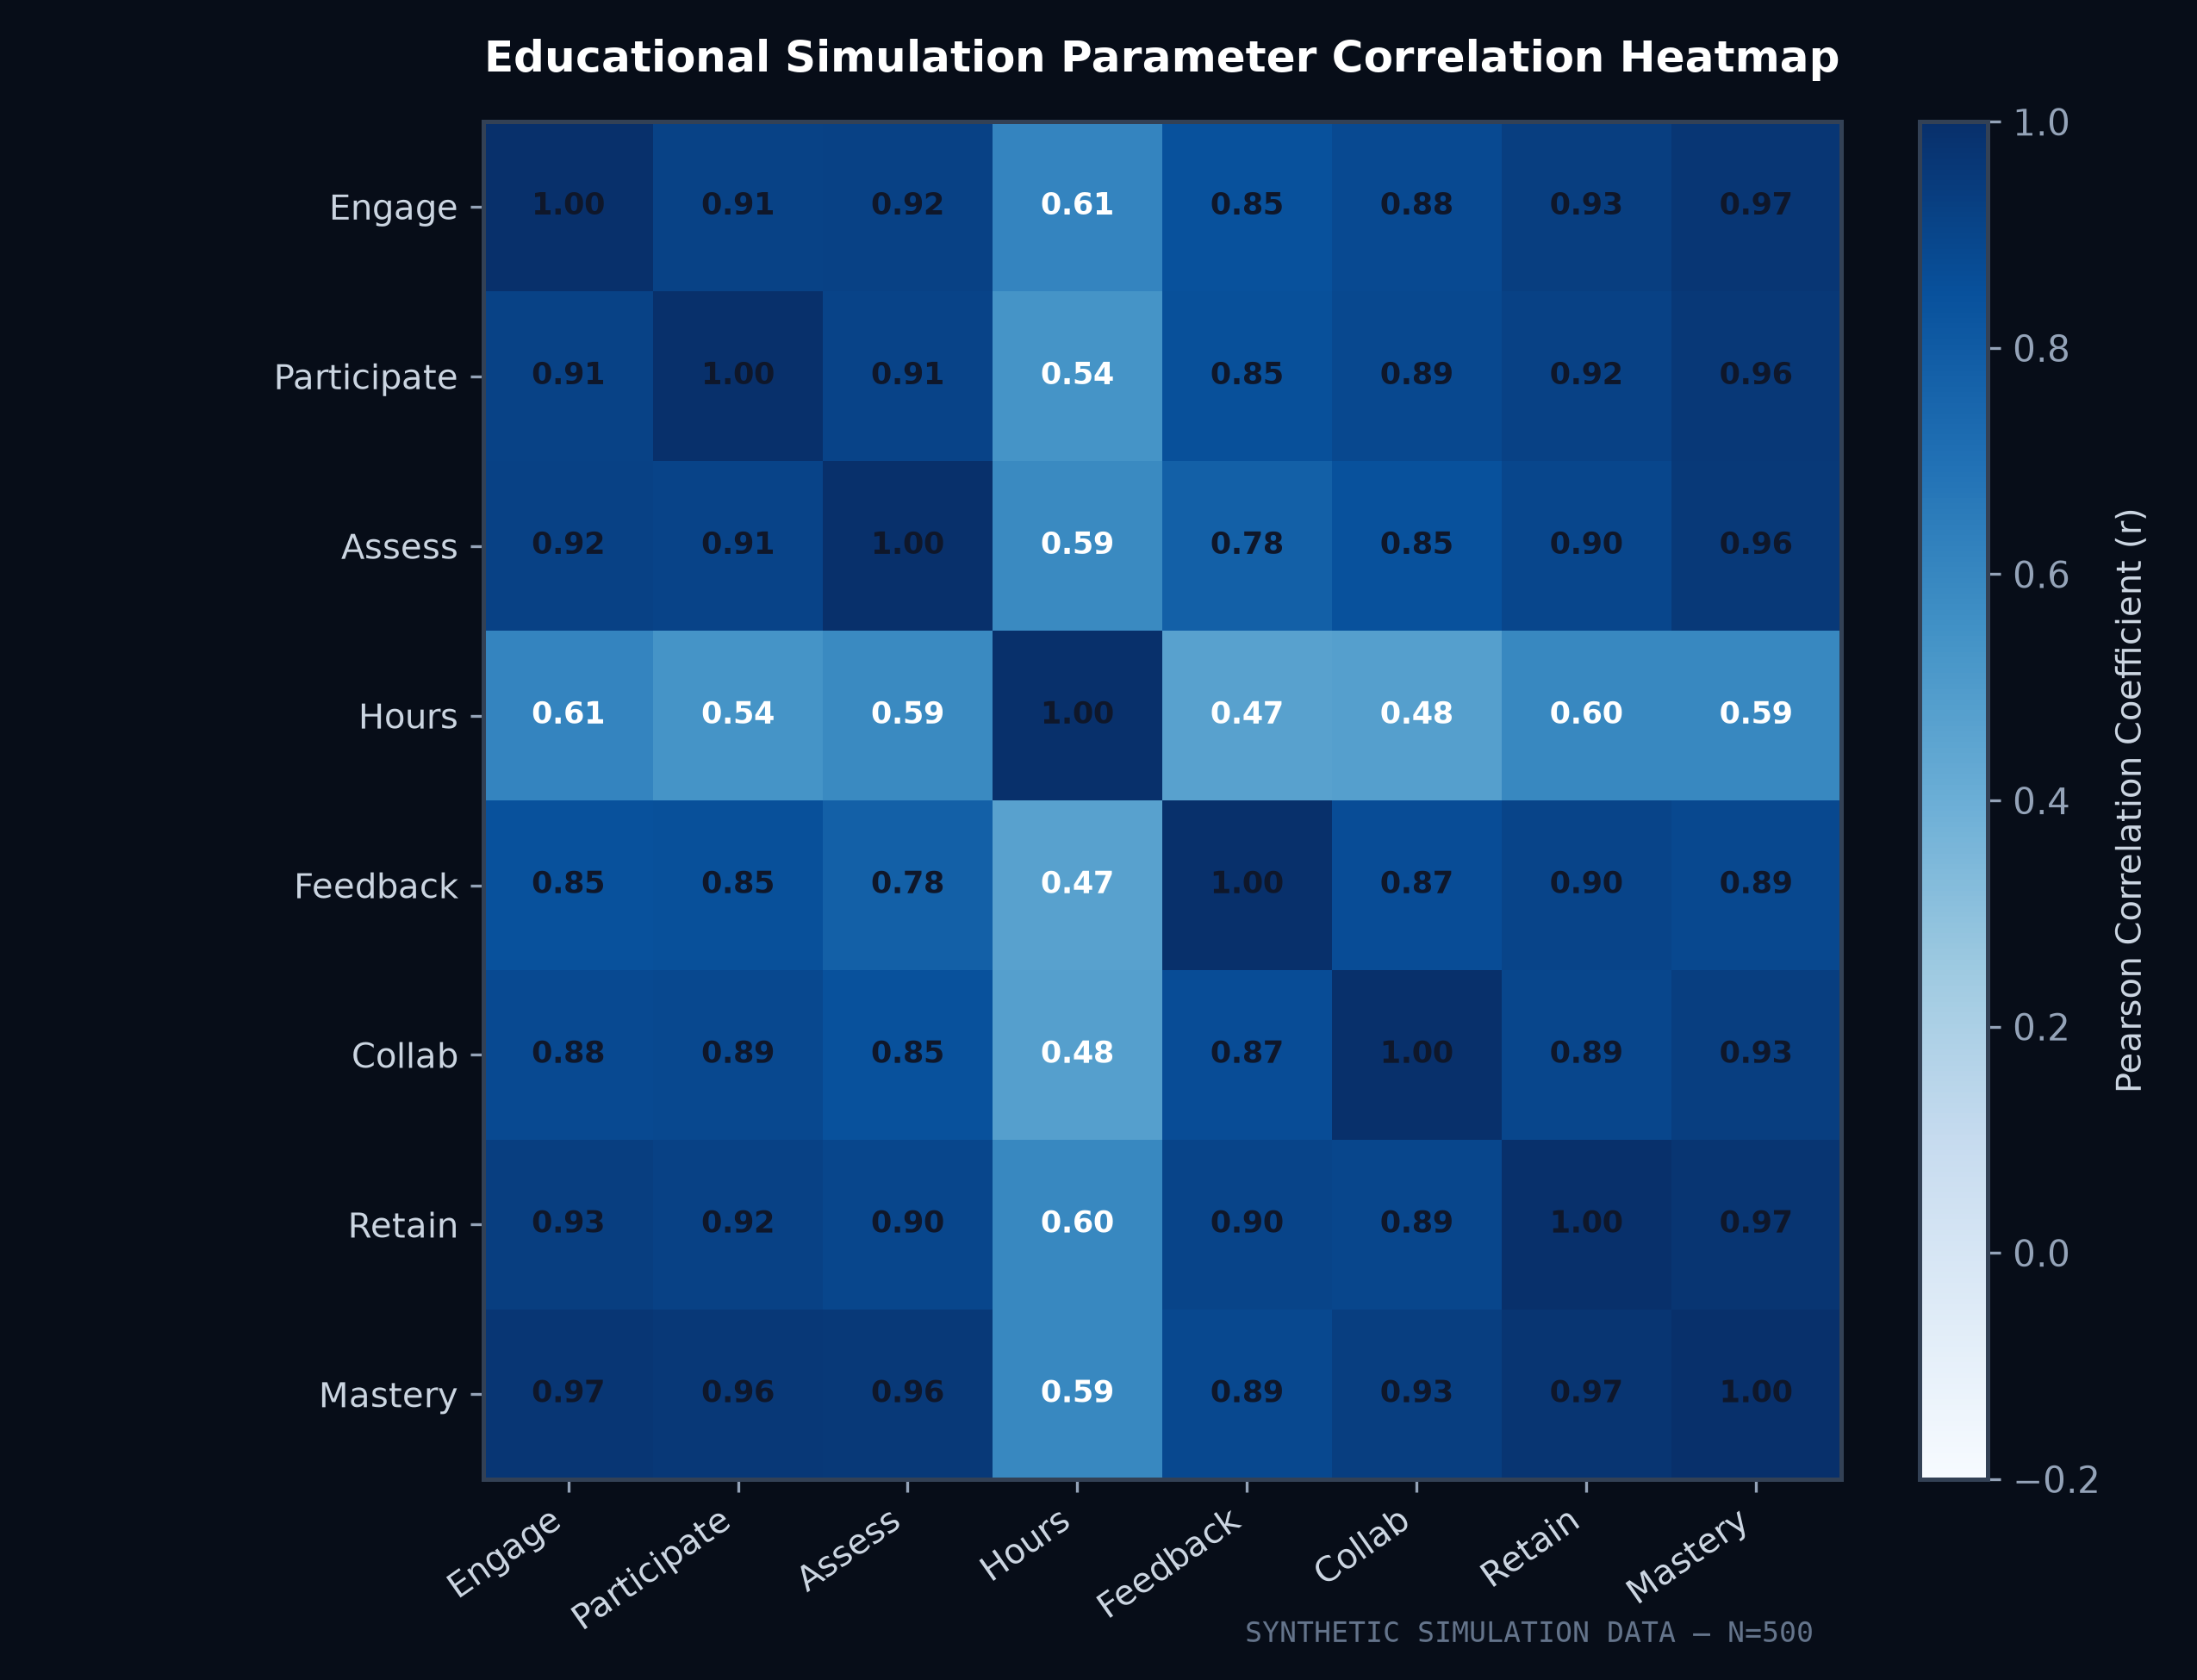 Educational Simulation Parameter Correlation Heatmap
Engage 1.00 0.91 0.92 0.61 0.85 0.88 0.93 0.97
Participate 0.91 1.00 0.91 0.54 0.85 0.89 0.92 0.96
Assess 0.92 0.91 1.00 0.59 0.78 0.85 0.90 0.96
Hours 0.61 0.54 0.59 1.00 0.47 0.48 0.60 0.59
Feedback 0.85 0.85 0.78 0.47 1.00 0.87 0.90 0.89
Collab 0.88 0.89 0.85 0.48 0.87 1.00 0.89 0.93
Retain 0.93 0.92 0.90 0.60 0.90 0.89 1.00 0.97
Mastery 0.97 0.96 0.96 0.59 0.89 0.93 0.97 1.00
Engage Participate Assess Hours Feedback Collab Retain Mastery
1.0
0.8
0.6
0.4
0.2
0.0
−0.2
Pearson Correlation Coefficient (r)
SYNTHETIC SIMULATION DATA — N=500